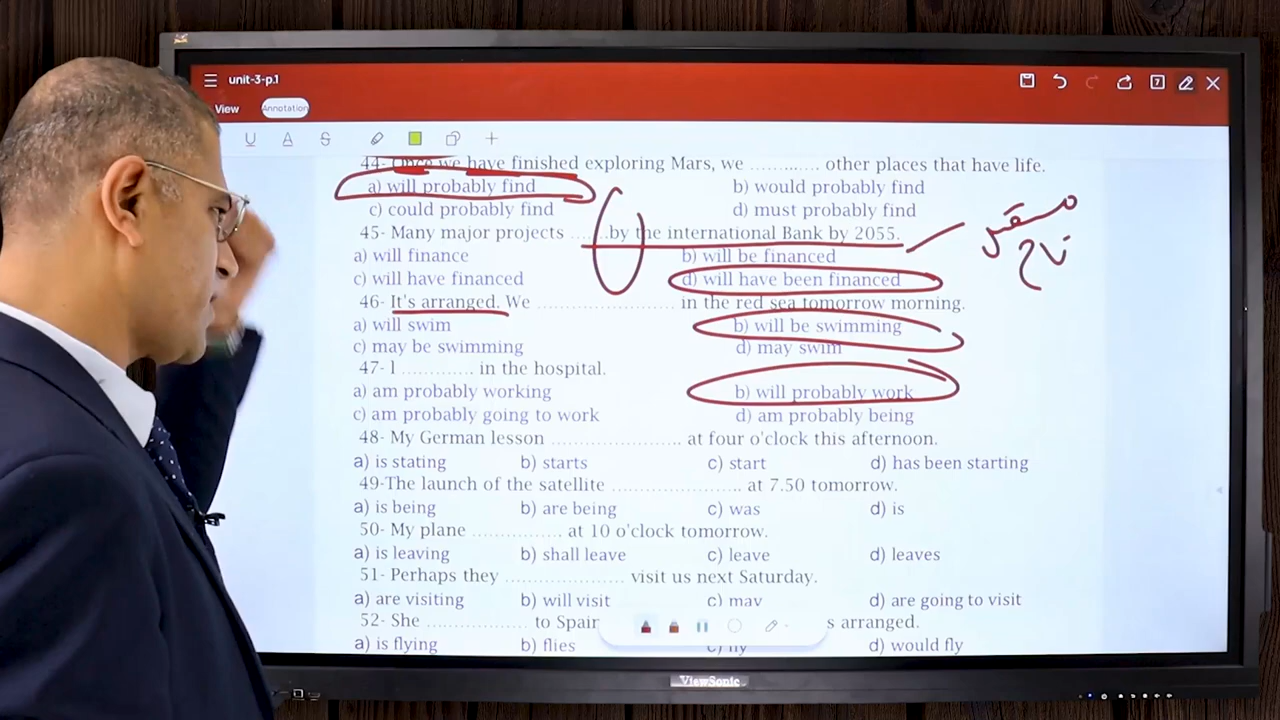 unit-3-p.1
View
Annotation
U A S
7
44- Once we have finished exploring Mars, we ............ other places that have life.
a) will probably find b) would probably find
c) could probably find d) must probably find
45- Many major projects .......by the international Bank by 2055.
a) will finance b) will be financed
c) will have financed d) will have been financed
46- It's arranged. We ........................ in the red sea tomorrow morning.
a) will swim b) will be swimming
c) may be swimming d) may swim
47- I ............. in the hospital.
a) am probably working b) will probably work
c) am probably going to work d) am probably being
48- My German lesson ...................... at four o'clock this afternoon.
a) is stating b) starts c) start d) has been starting
49-The launch of the satellite ....................... at 7.50 tomorrow.
a) is being b) are being c) was d) is
50- My plane ............... at 10 o'clock tomorrow.
a) is leaving b) shall leave c) leave d) leaves
51- Perhaps they .................... visit us next Saturday.
a) are visiting b) will visit c) may d) are going to visit
52- She ................. to Spain s arranged.
a) is flying b) flies c) fly d) would fly
ViewSonic